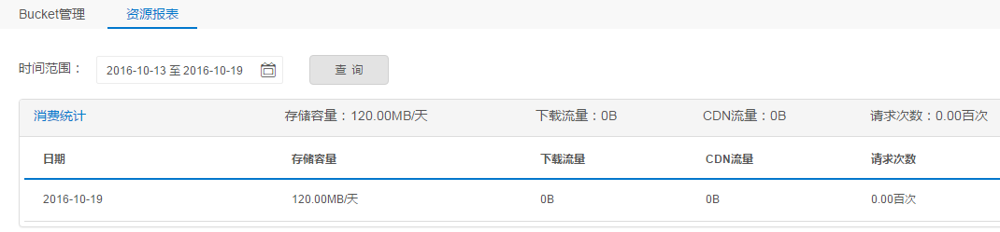 Bucket管理 资源报表
时间范围： 2016-10-13 至 2016-10-19 查 询
消费统计 存储容量：120.00MB/天 下载流量：0B CDN流量：0B 请求次数：0.00百次
日期 存储容量 下载流量 CDN流量 请求次数
2016-10-19 120.00MB/天 0B 0B 0.00百次